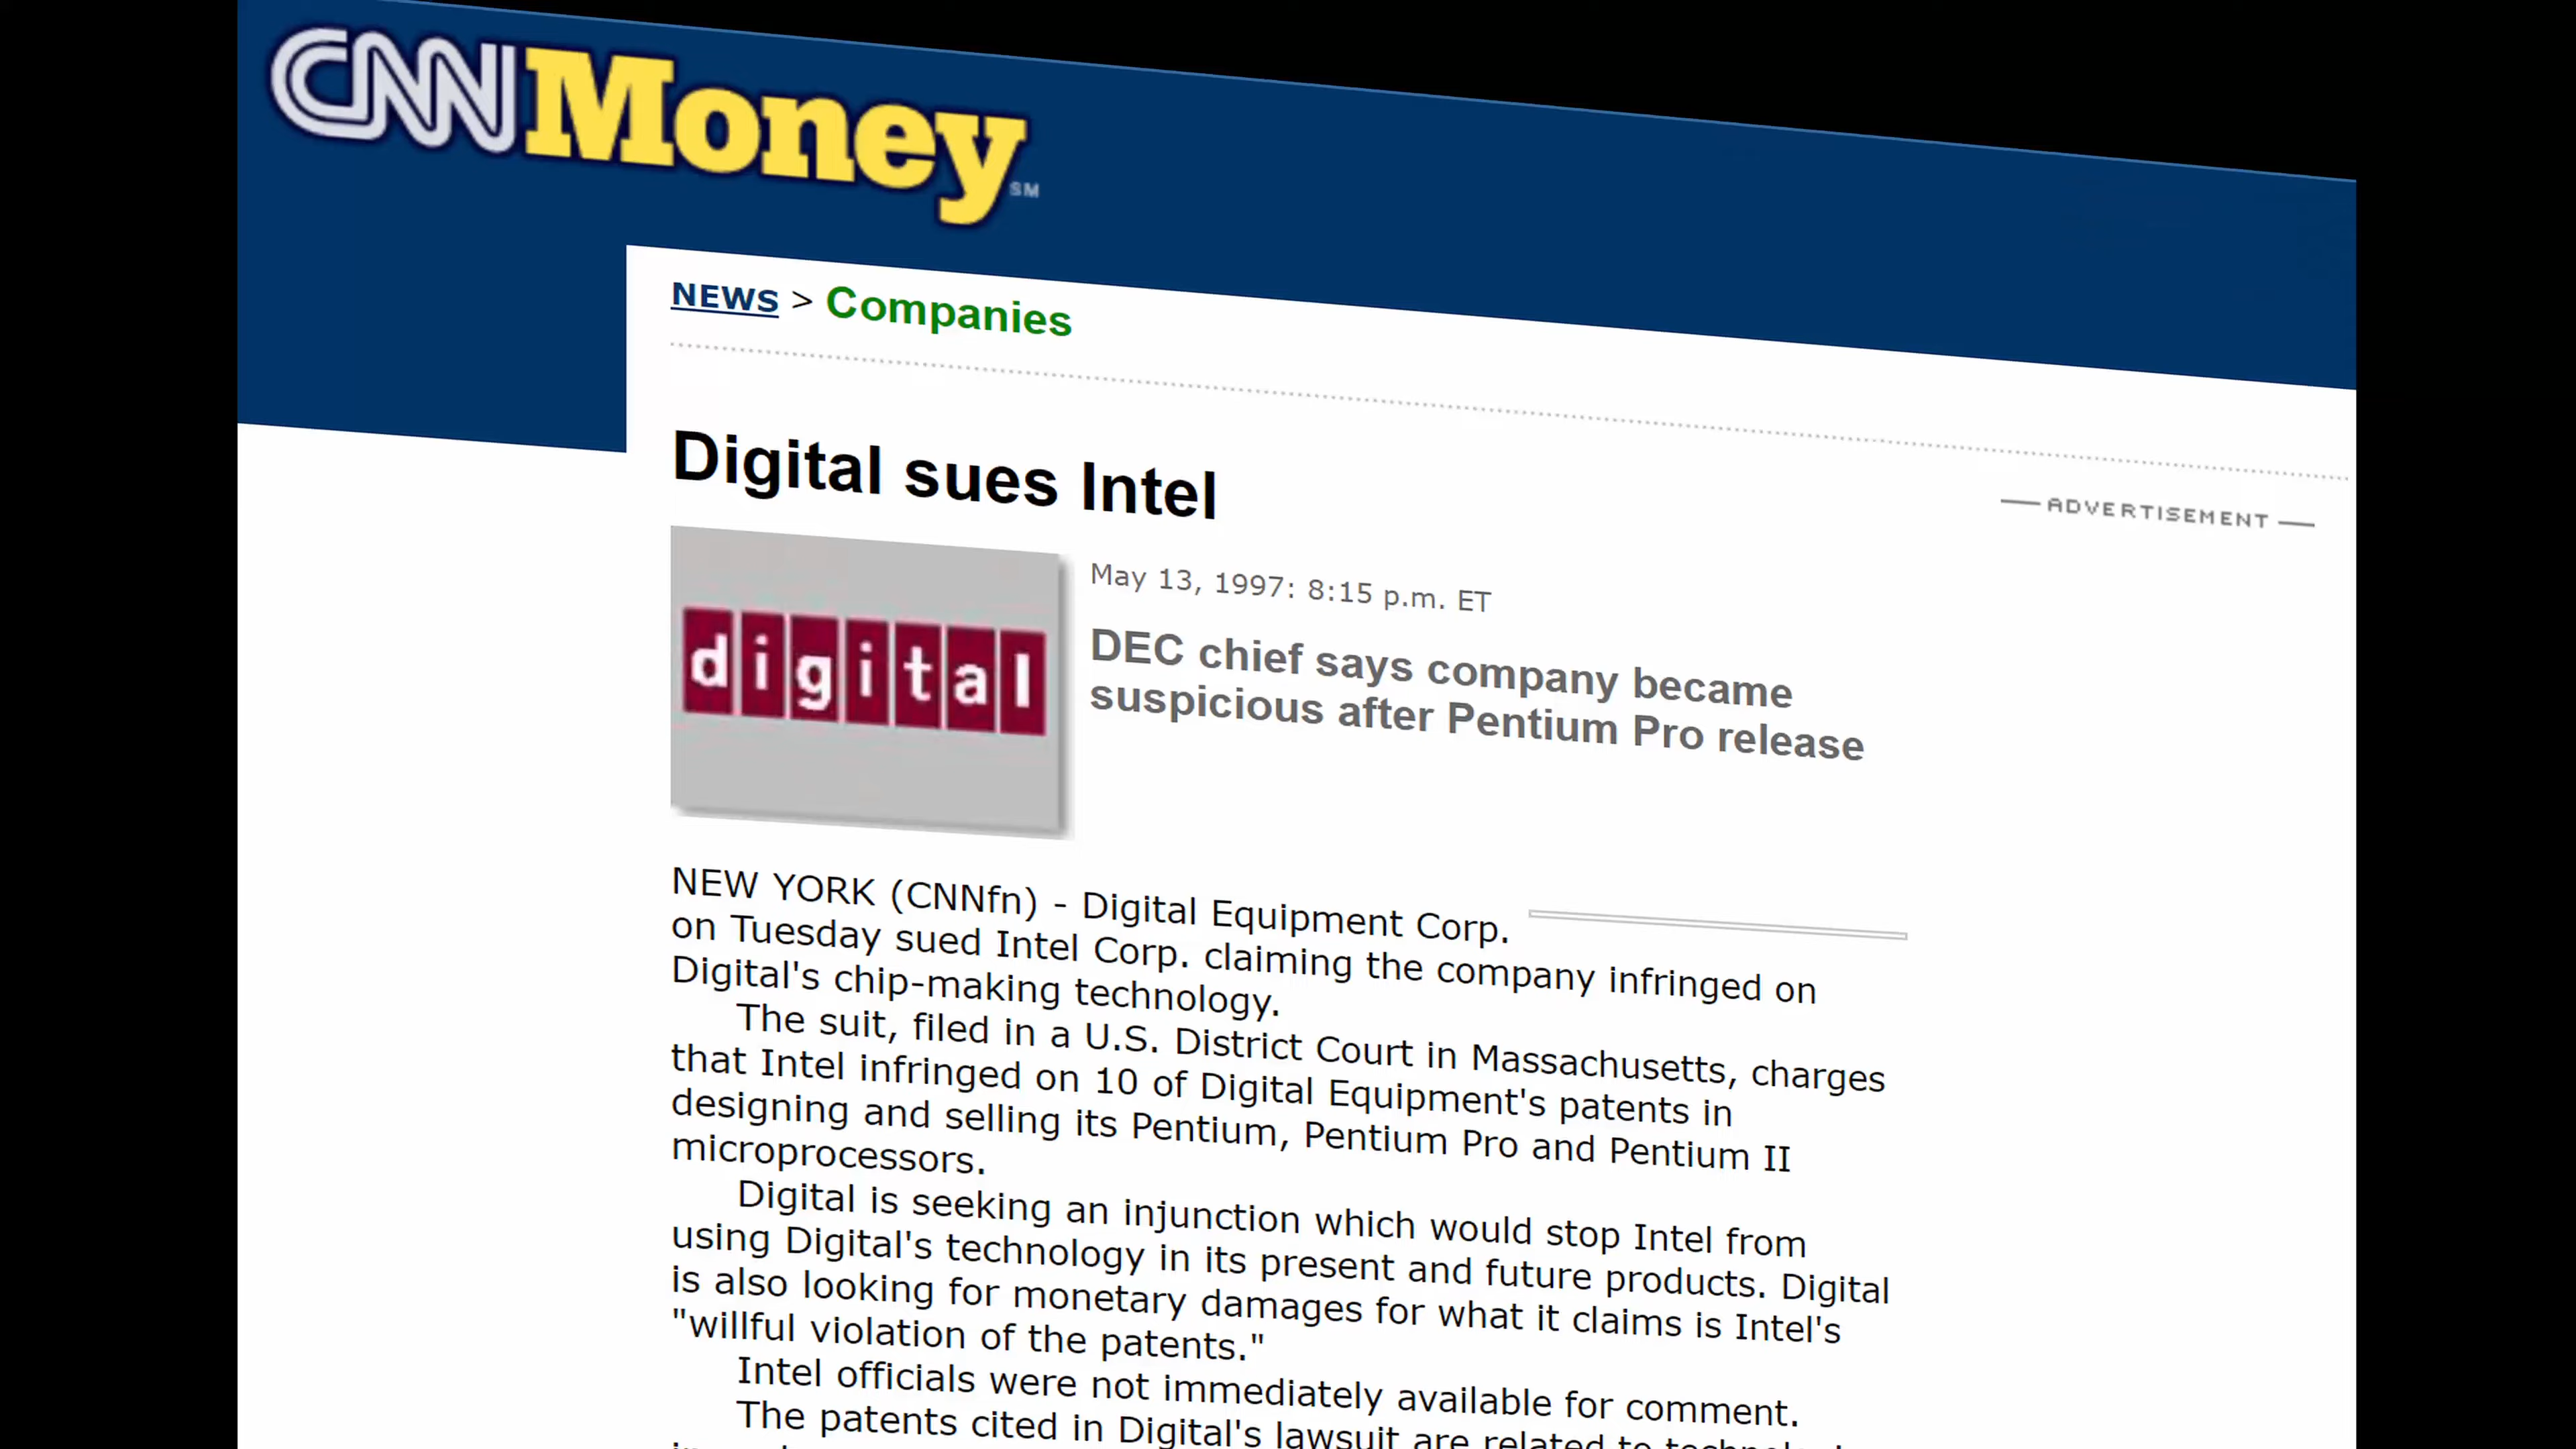 CNNMoney SM
NEWS > Companies
Digital sues Intel
ADVERTISEMENT
digital
May 13, 1997: 8:15 p.m. ET
DEC chief says company became
suspicious after Pentium Pro release
NEW YORK (CNNfn) - Digital Equipment Corp.
on Tuesday sued Intel Corp. claiming the company infringed on
Digital's chip-making technology.
The suit, filed in a U.S. District Court in Massachusetts, charges
that Intel infringed on 10 of Digital Equipment's patents in
designing and selling its Pentium, Pentium Pro and Pentium II
microprocessors.
Digital is seeking an injunction which would stop Intel from
using Digital's technology in its present and future products. Digital
is also looking for monetary damages for what it claims is Intel's
"willful violation of the patents."
Intel officials were not immediately available for comment.
The patents cited in Digital's lawsuit are related to